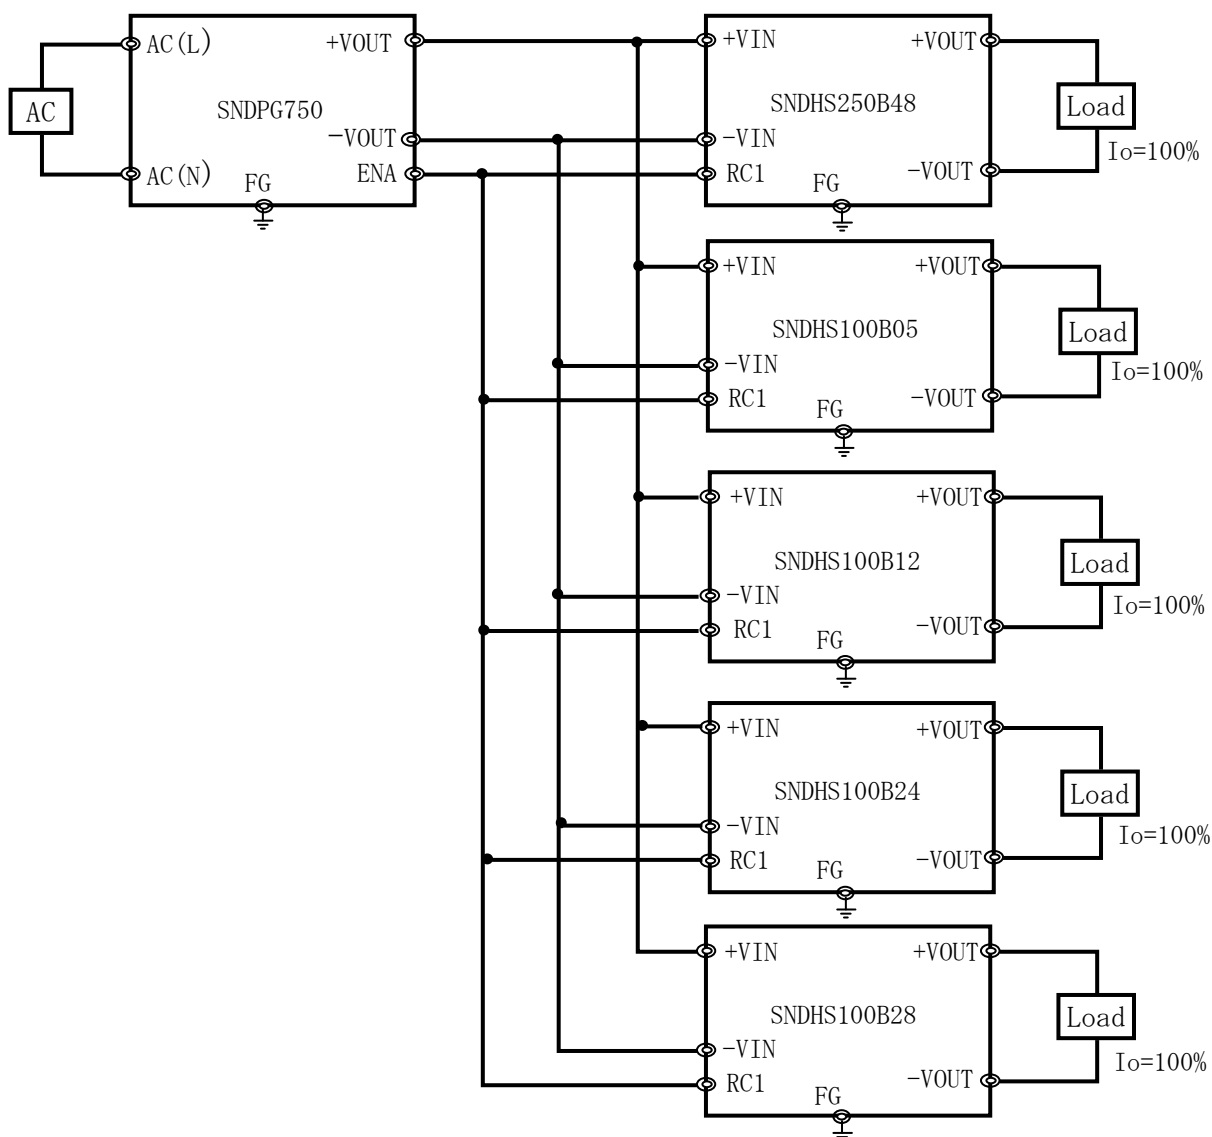 AC(L)
+VOUT
AC
SNDPG750
-VOUT
AC(N)
ENA
FG
+VIN
+VOUT
SNDHS250B48
Load
-VIN
Io=100%
RC1
-VOUT
FG
+VIN
+VOUT
SNDHS100B05
Load
-VIN
Io=100%
RC1
-VOUT
FG
+VIN
+VOUT
SNDHS100B12
Load
-VIN
Io=100%
RC1
-VOUT
FG
+VIN
+VOUT
SNDHS100B24
Load
-VIN
Io=100%
RC1
-VOUT
FG
+VIN
+VOUT
SNDHS100B28
Load
-VIN
Io=100%
RC1
-VOUT
FG